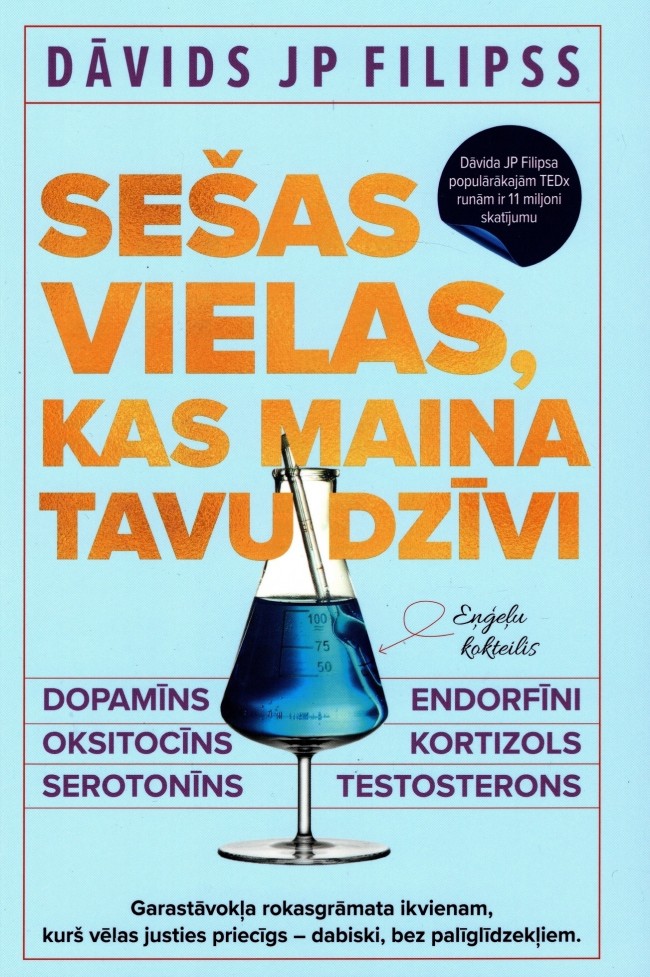 DĀVIDS JP FILIPSS
Dāvida JP Filipsa
populārākajām TEDx
runām ir 11 miljoni
skatījumu
SEŠAS
VIELAS,
KAS MAINA
TAVU DZĪVI
100
75
50
Eņģeļu
kokteilis
DOPAMĪNS
ENDORFĪNI
OKSITOCĪNS
KORTIZOLS
SEROTONĪNS
TESTOSTERONS
Garastāvokļa rokasgrāmata ikvienam,
kurš vēlas justies priecīgs – dabiski, bez palīglīdzekļiem.